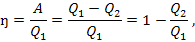 ŋ = A/Q₁ = (Q₁ − Q₂)/Q₁ = 1 − Q₂/Q₁,